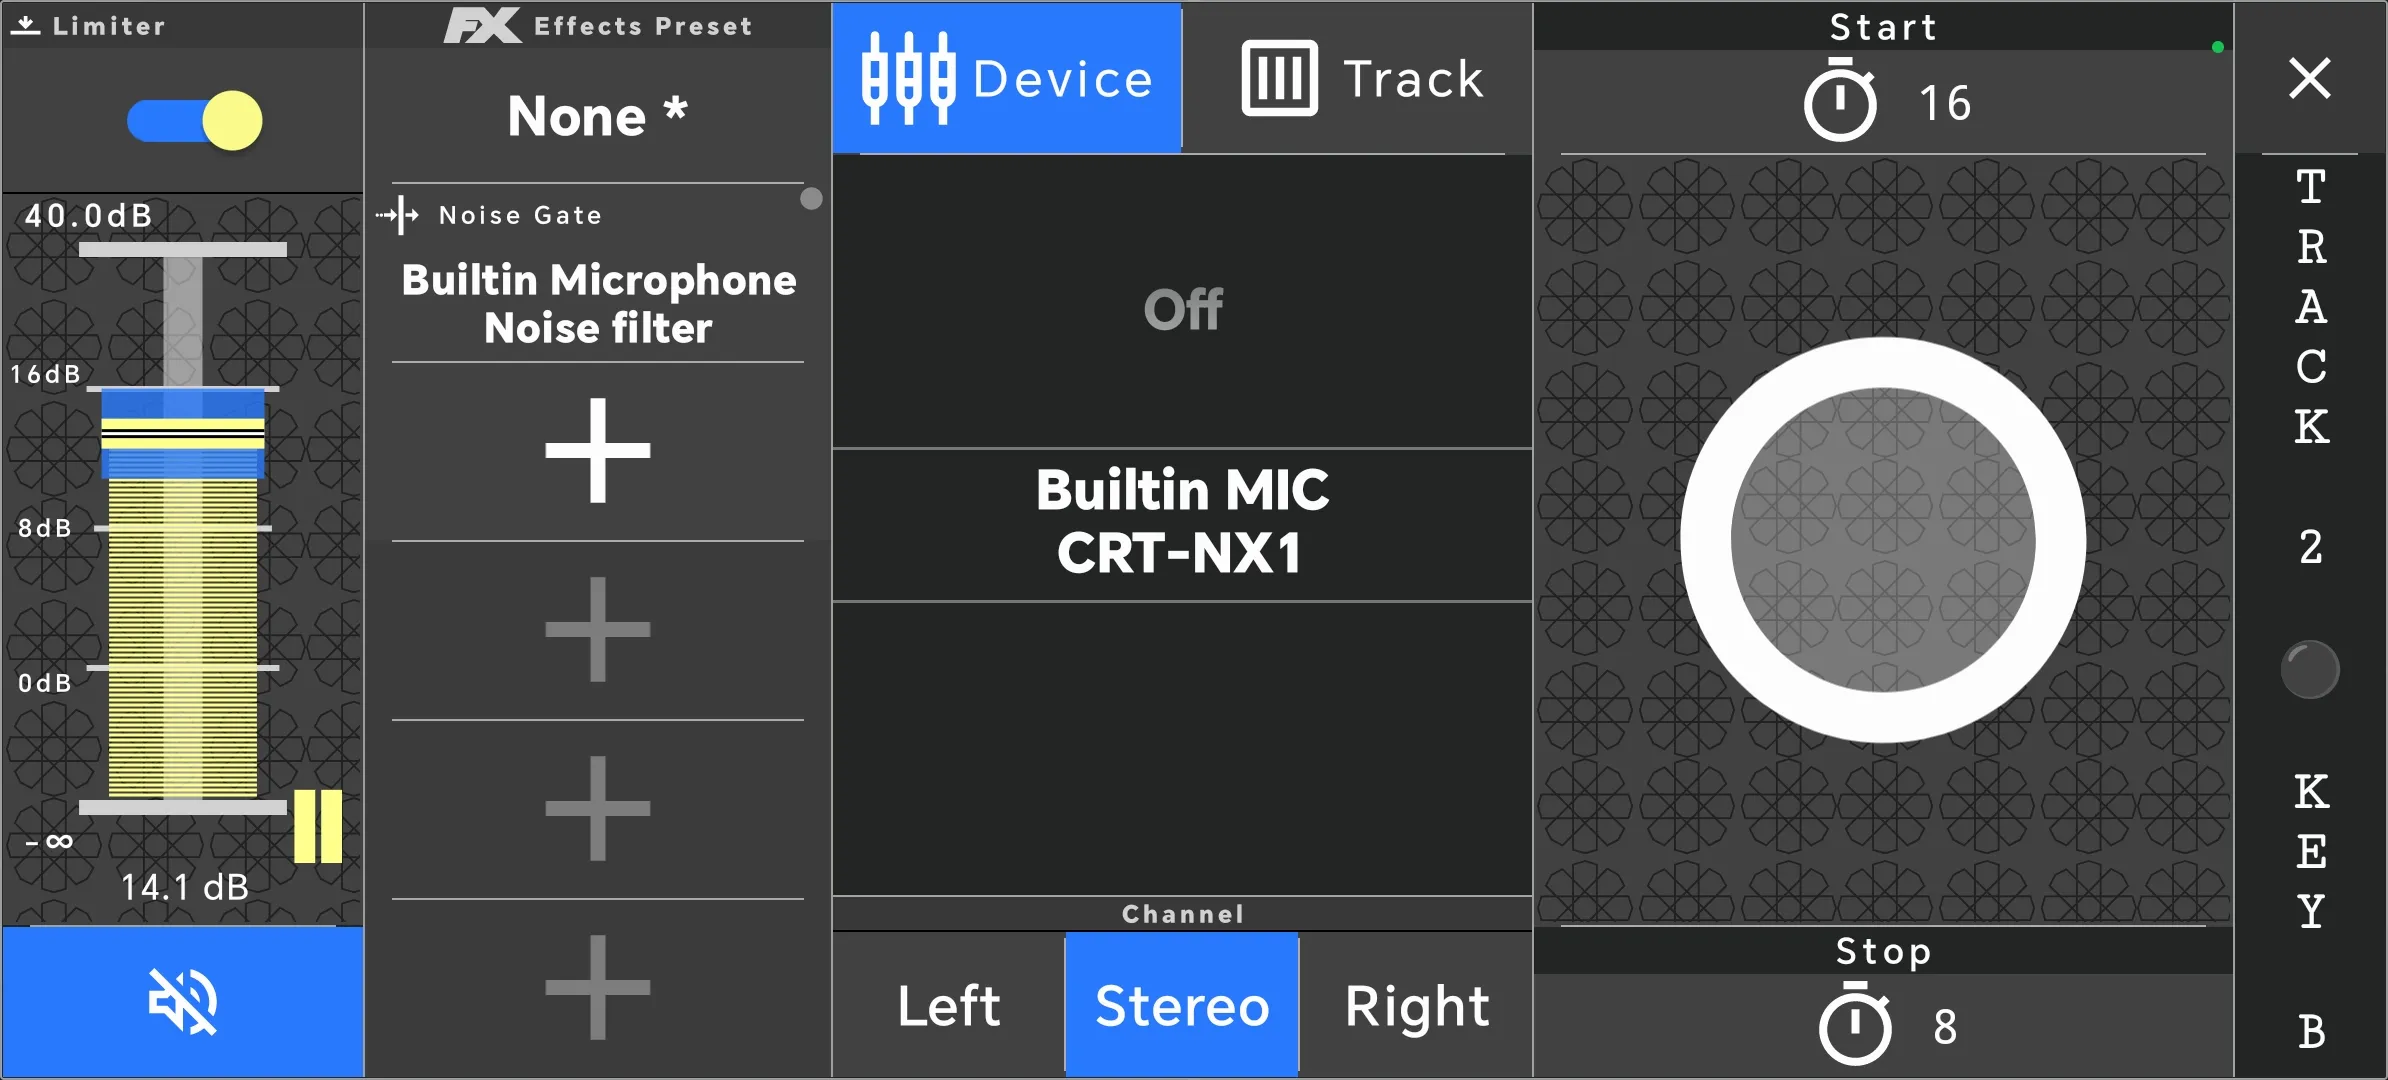 Limiter
40.0dB
16dB
8dB
0dB
-∞
14.1 dB
FX Effects Preset
None *
Noise Gate
Builtin Microphone
Noise filter
Device
Track
Off
Builtin MIC
CRT-NX1
Channel
Left
Stereo
Right
Start
16
Stop
8
TRACK 2
KEY B